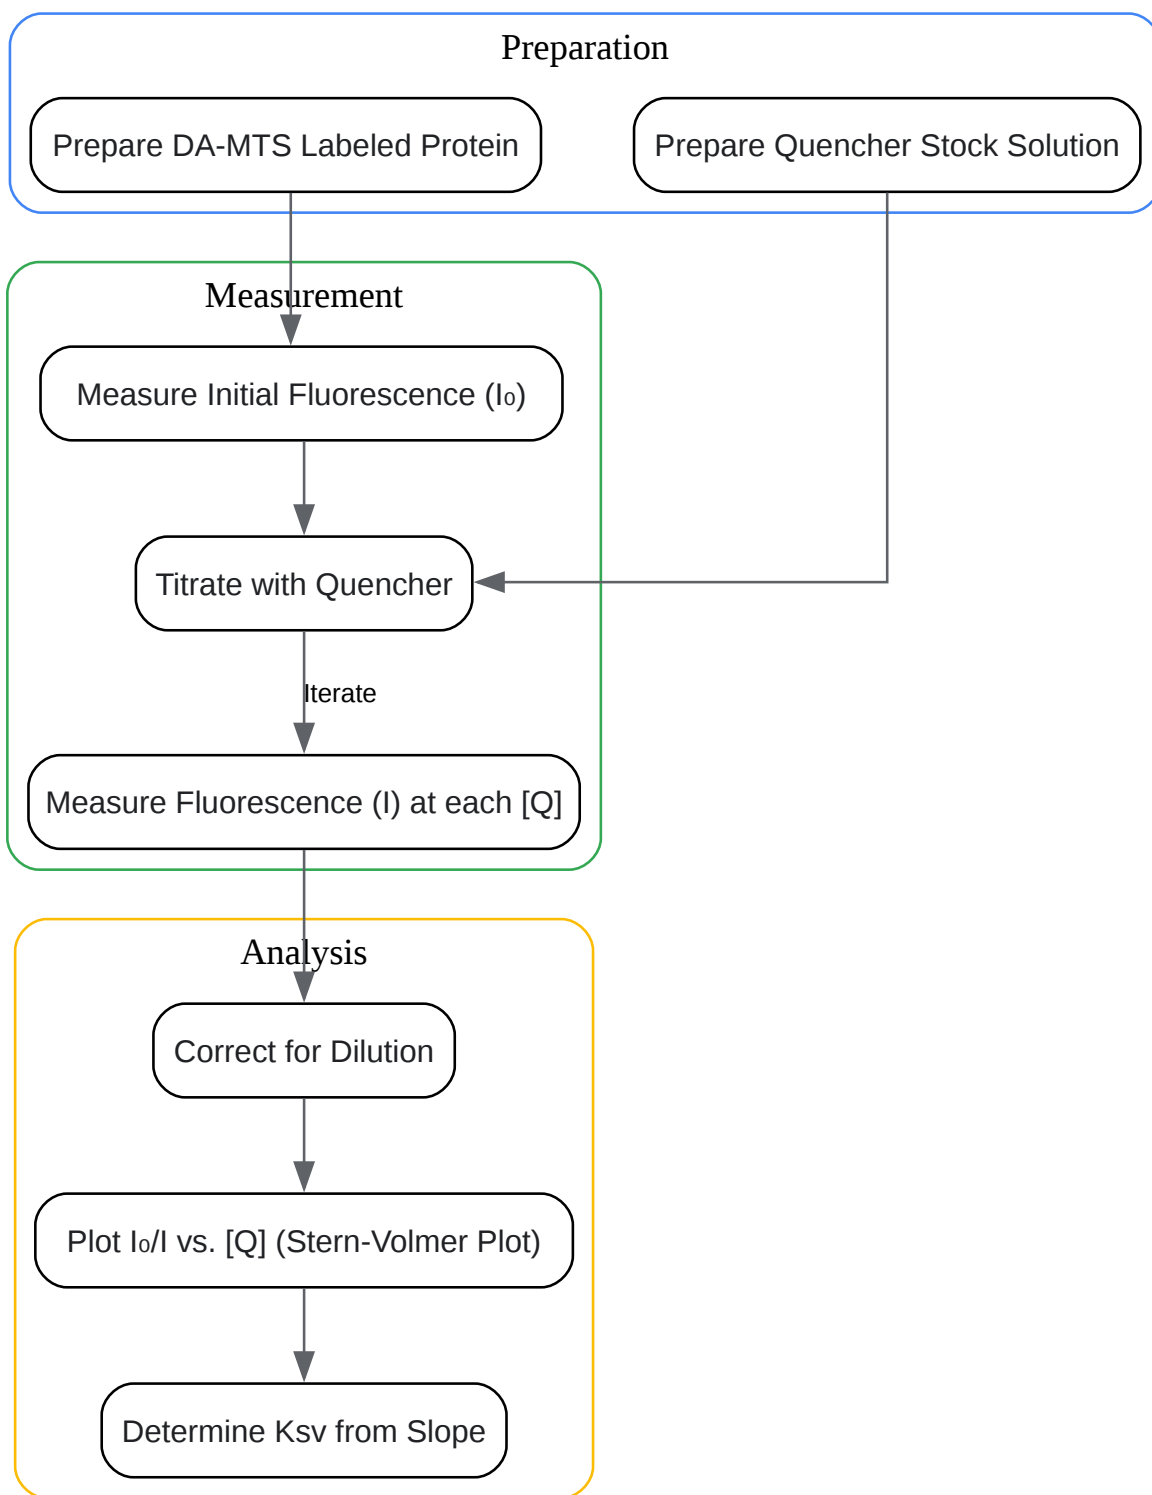 Preparation
Prepare DA-MTS Labeled Protein
Prepare Quencher Stock Solution
Measurement
Measure Initial Fluorescence (I₀)
Titrate with Quencher
Iterate
Measure Fluorescence (I) at each [Q]
Analysis
Correct for Dilution
Plot I₀/I vs. [Q] (Stern-Volmer Plot)
Determine Ksv from Slope